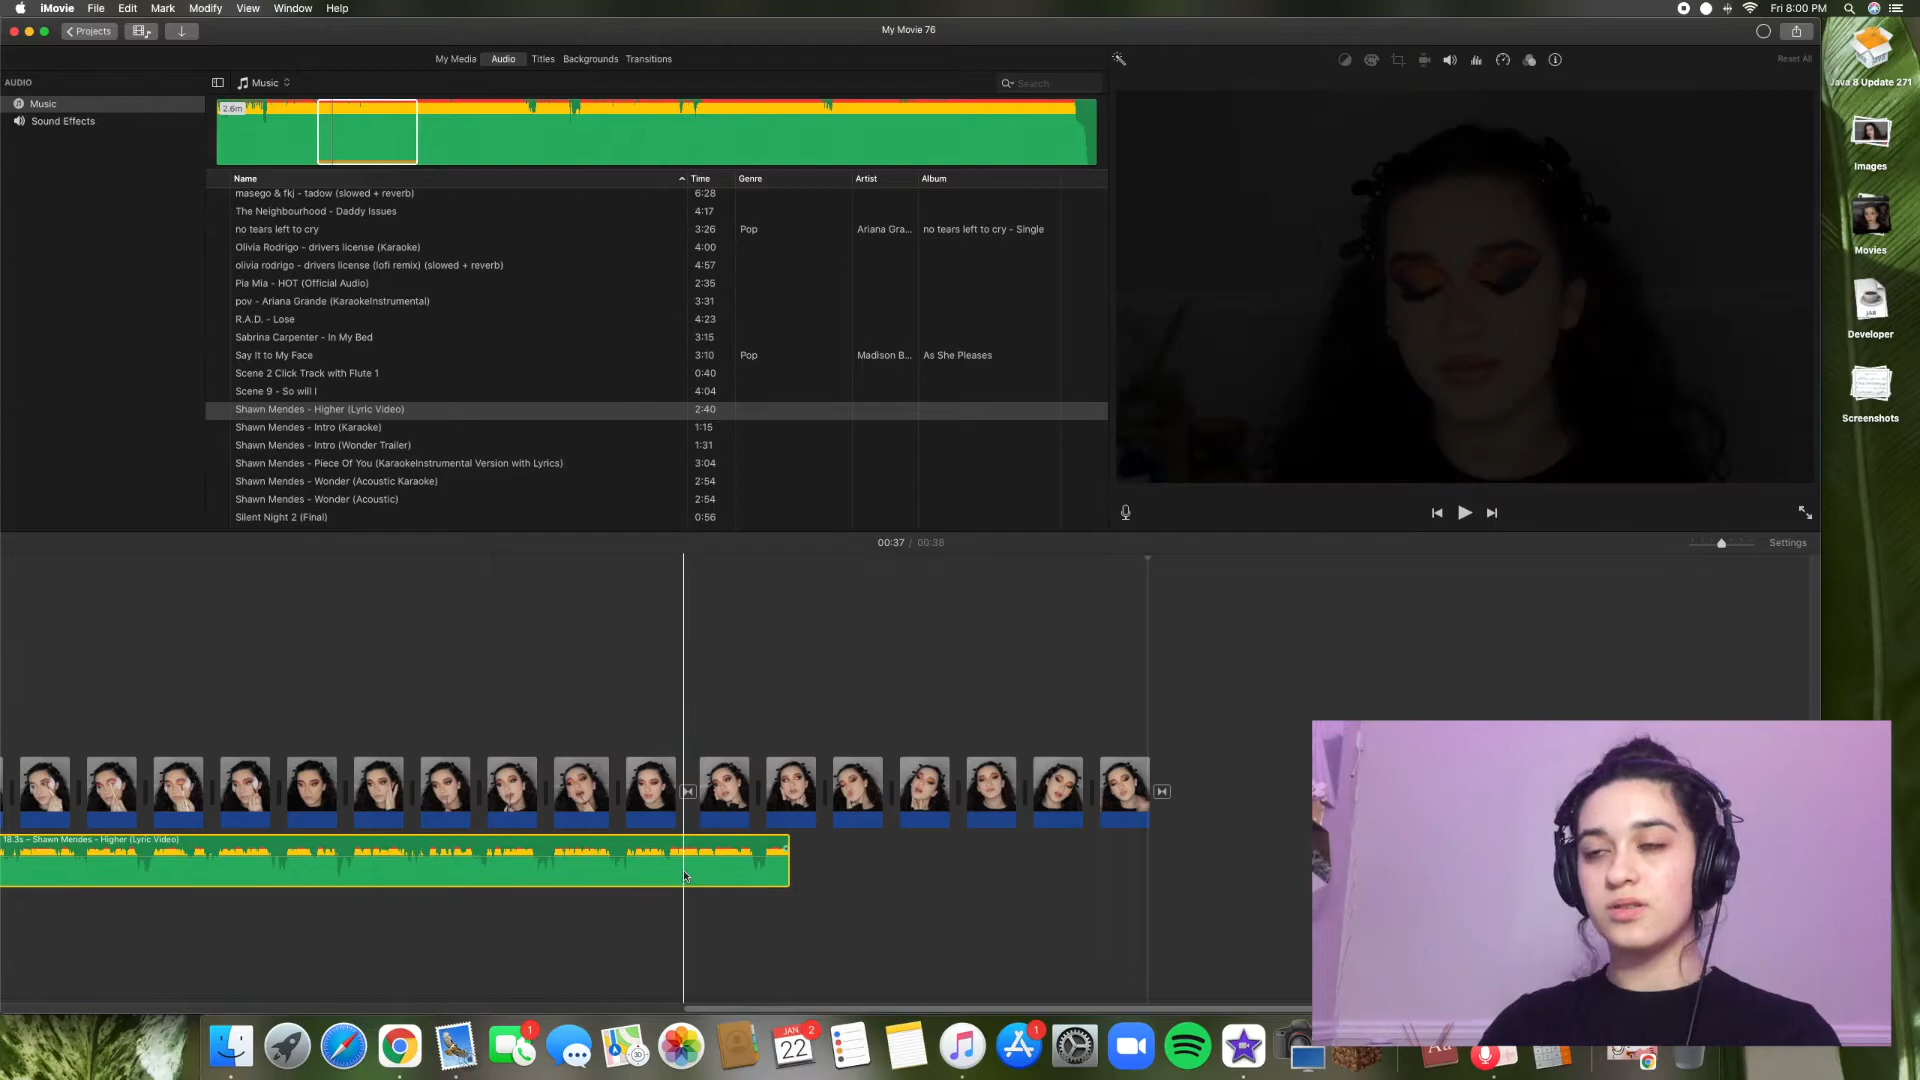 iMovie File Edit Mark Modify View Window Help
Fri 8:00 PM
Projects
My Movie 76
My Media Audio Titles Backgrounds Transitions
Reset All
AUDIO
Music
Search
Music
Sound Effects
2.6m
Name Time Genre Artist Album
masego & fkj - tadow (slowed + reverb) 6:28
The Neighbourhood - Daddy Issues 4:17
no tears left to cry 3:26 Pop Ariana Gra... no tears left to cry - Single
Olivia Rodrigo - drivers license (Karaoke) 4:00
olivia rodrigo - drivers license (lofi remix) (slowed + reverb) 4:57
Pia Mia - HOT (Official Audio) 2:35
pov - Ariana Grande (KaraokeInstrumental) 3:31
R.A.D. - Lose 4:23
Sabrina Carpenter - In My Bed 3:15
Say It to My Face 3:10 Pop Madison B... As She Pleases
Scene 2 Click Track with Flute 1 0:40
Scene 9 - So will I 4:04
Shawn Mendes - Higher (Lyric Video) 2:40
Shawn Mendes - Intro (Karaoke) 1:15
Shawn Mendes - Intro (Wonder Trailer) 1:31
Shawn Mendes - Piece Of You (KaraokeInstrumental Version with Lyrics) 3:04
Shawn Mendes - Wonder (Acoustic Karaoke) 2:54
Shawn Mendes - Wonder (Acoustic) 2:54
Silent Night 2 (Final) 0:56
Java 8 Update 271
Images
Movies
JAR
Developer
Screenshots
00:37 / 00:38
Settings
18.3s – Shawn Mendes - Higher (Lyric Video)
1
JAN
22
2
1
3D
Aa